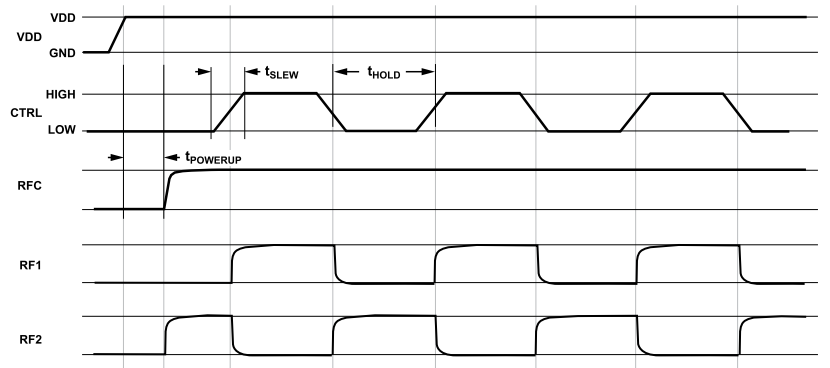 VDD
VDD
GND
tSLEW
tHOLD
HIGH
CTRL
LOW
tPOWERUP
RFC
RF1
RF2